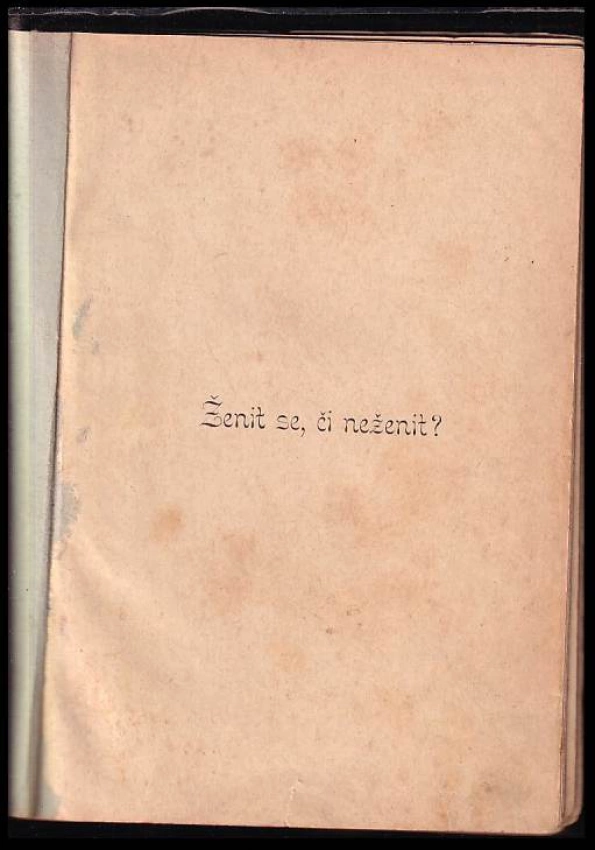 Ženit se, či neženit?